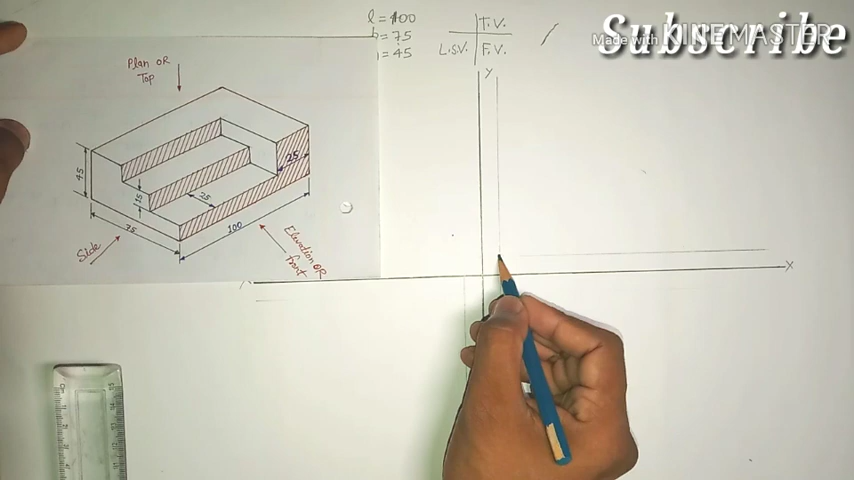 Subscribe
Made with KINEMASTER
l = 100
b = 75
h = 45
T.V.
L.S.V. F.V.
Y
X
Plan OR
Top
45
15
25
25
75
100
Side
Elevation OR
front